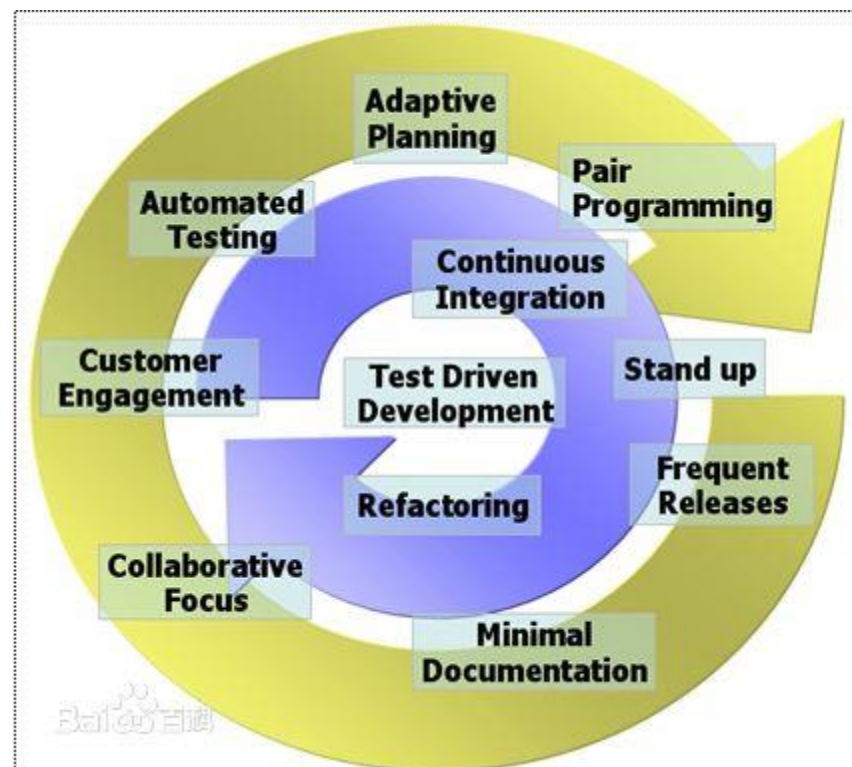 Adaptive
Planning
Pair
Programming
Automated
Testing
Continuous
Integration
Customer
Engagement
Test Driven
Development
Stand up
Frequent
Releases
Refactoring
Collaborative
Focus
Minimal
Documentation
Bai百科